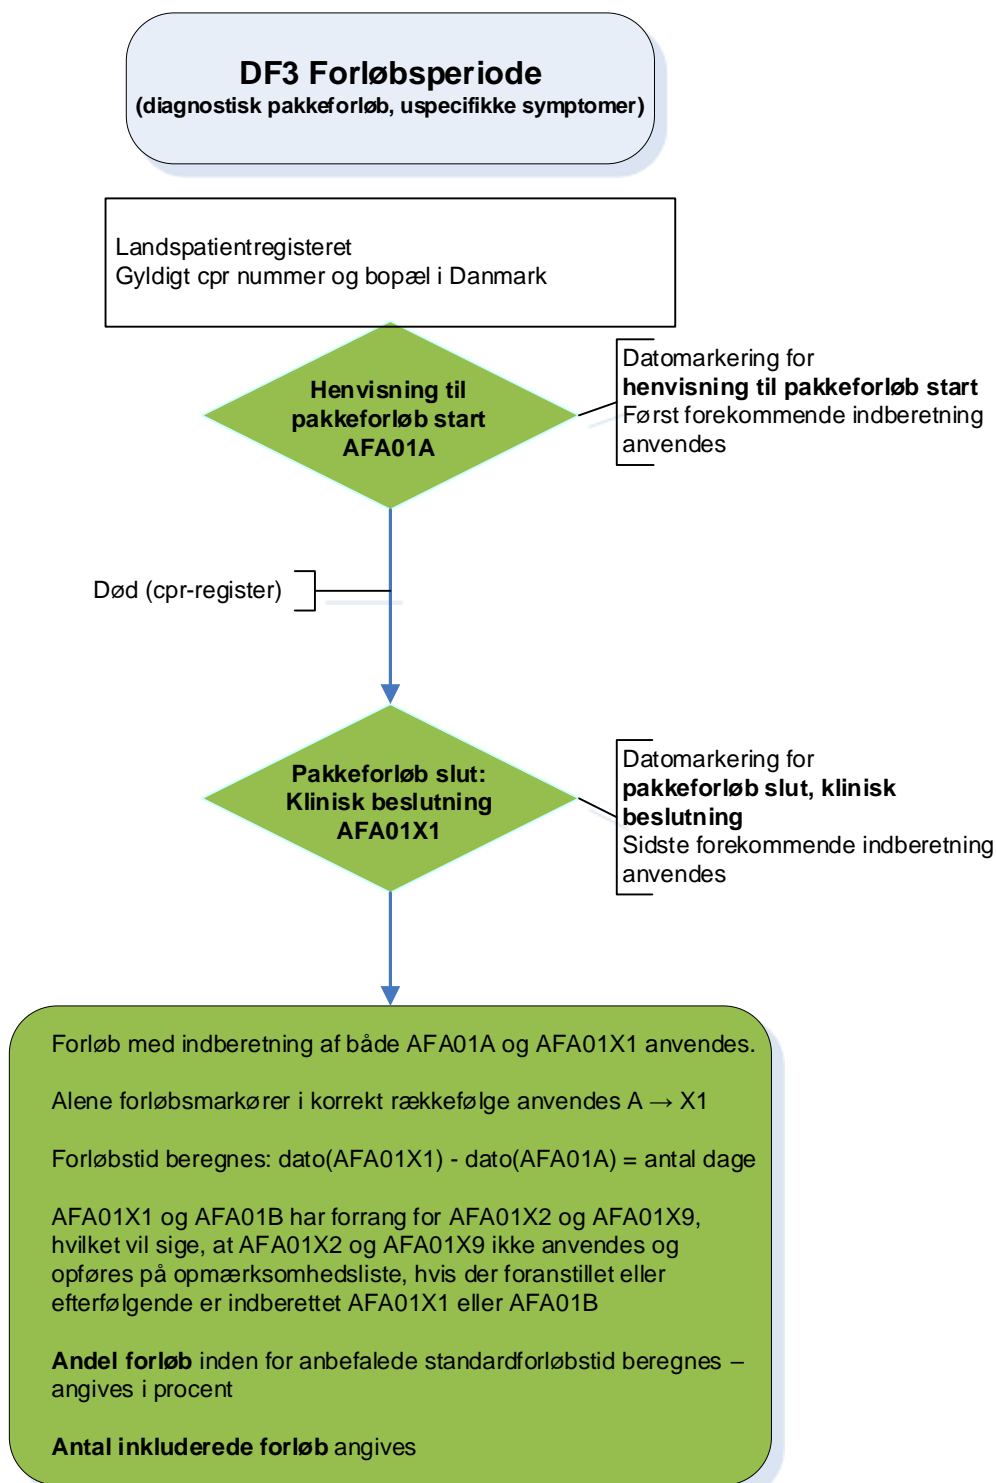 DF3 Forløbsperiode
(diagnostisk pakkeforløb, uspecifikke symptomer)
Landspatientregisteret
Gyldigt cpr nummer og bopæl i Danmark
Henvisning til
pakkeforløb start
AFA01A
Datomarkering for
henvisning til pakkeforløb start
Først forekommende indberetning
anvendes
Død (cpr-register)
Pakkeforløb slut:
Klinisk beslutning
AFA01X1
Datomarkering for
pakkeforløb slut, klinisk
beslutning
Sidste forekommende indberetning
anvendes
Forløb med indberetning af både AFA01A og AFA01X1 anvendes.
Alene forløbsmarkører i korrekt rækkefølge anvendes A → X1
Forløbstid beregnes: dato(AFA01X1) - dato(AFA01A) = antal dage
AFA01X1 og AFA01B har forrang for AFA01X2 og AFA01X9,
hvilket vil sige, at AFA01X2 og AFA01X9 ikke anvendes og
opføres på opmærksomhedsliste, hvis der foranstillet eller
efterfølgende er indberettet AFA01X1 eller AFA01B
Andel forløb inden for anbefalede standardforløbstid beregnes –
angives i procent
Antal inkluderede forløb angives